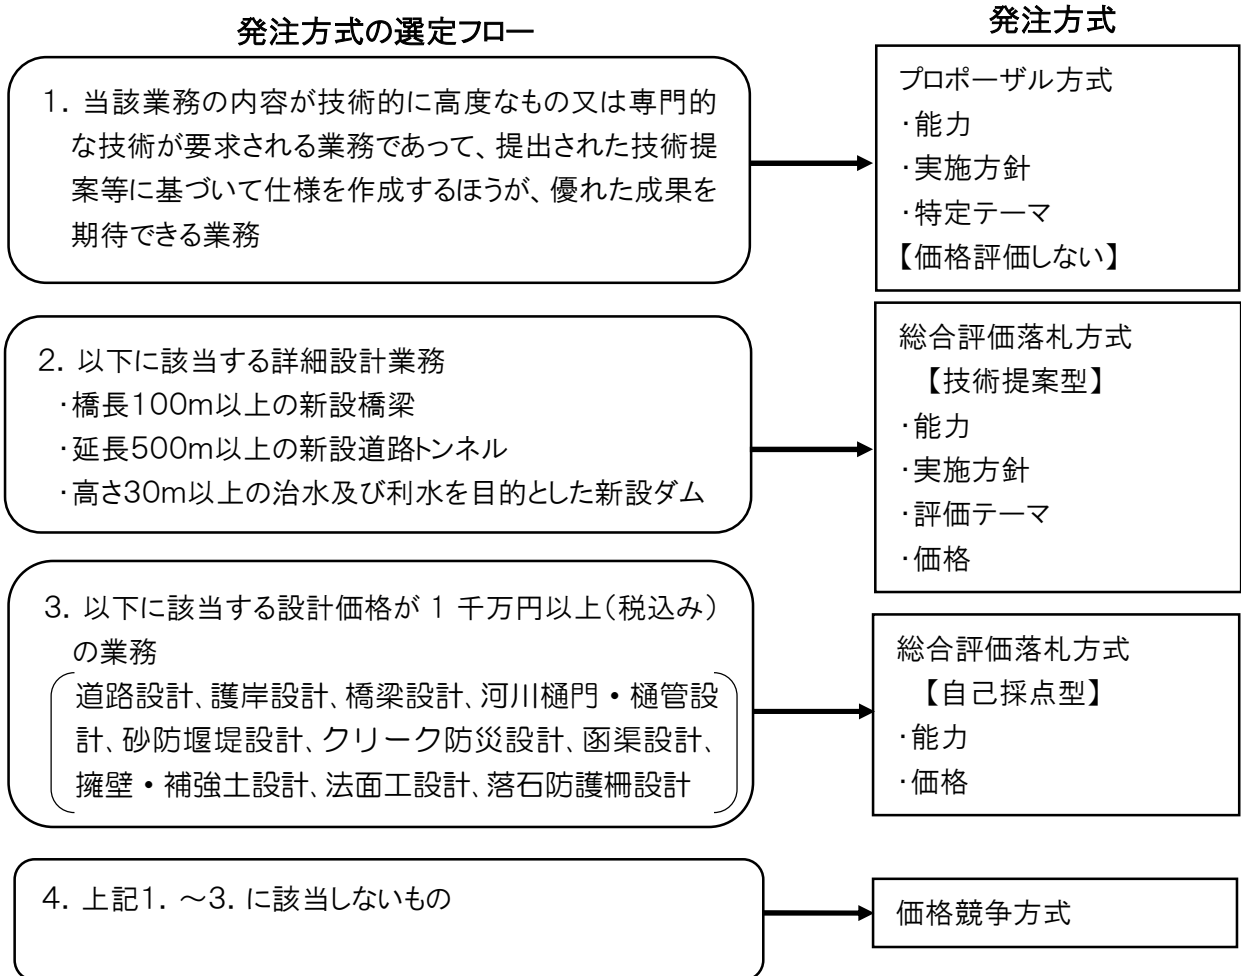 発注方式の選定フロー
1. 当該業務の内容が技術的に高度なもの又は専門的
な技術が要求される業務であって、提出された技術提
案等に基づいて仕様を作成するほうが、優れた成果を
期待できる業務
2. 以下に該当する詳細設計業務
・橋長100m以上の新設橋梁
・延長500m以上の新設道路トンネル
・高さ30m以上の治水及び利水を目的とした新設ダム
3. 以下に該当する設計価格が 1 千万円以上(税込み)
の業務
道路設計、護岸設計、橋梁設計、河川樋門・樋管設
計、砂防堰堤設計、クリーク防災設計、函渠設計、
擁壁・補強土設計、法面工設計、落石防護柵設計
4. 上記1. ～3. に該当しないもの
発注方式
プロポーザル方式
・能力
・実施方針
・特定テーマ
【価格評価しない】
総合評価落札方式
【技術提案型】
・能力
・実施方針
・評価テーマ
・価格
総合評価落札方式
【自己採点型】
・能力
・価格
価格競争方式